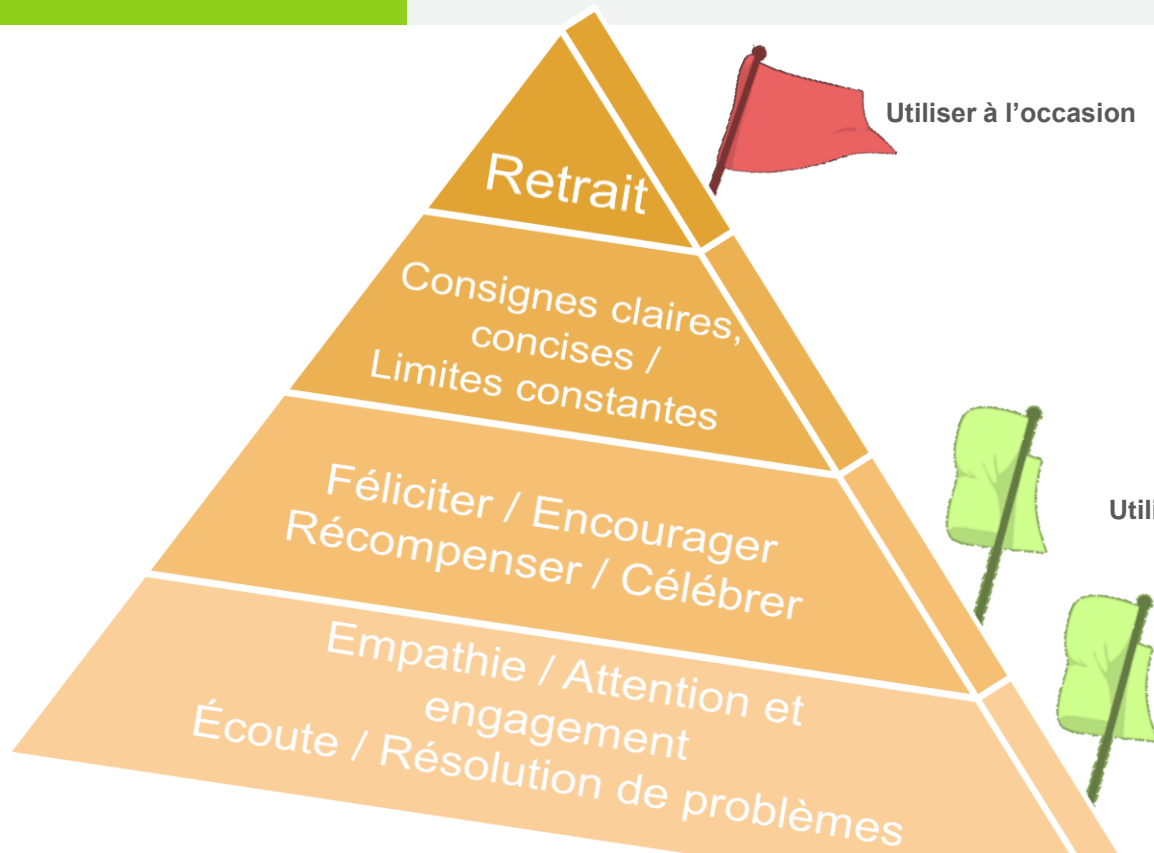 Utiliser à l’occasion
Retrait
Consignes claires,
concises /
Limites constantes
Féliciter / Encourager
Récompenser / Célébrer
Empathie / Attention et
engagement
Écoute / Résolution de problèmes